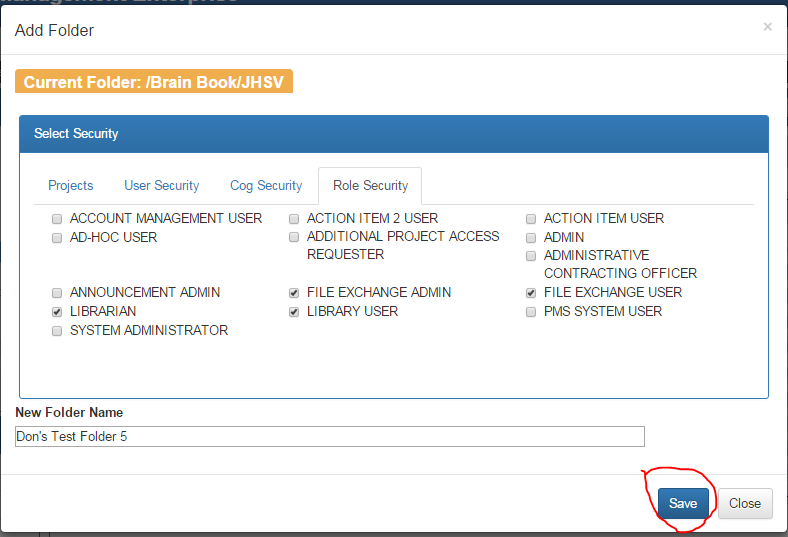 Add Folder ×
Current Folder: /Brain Book/JHSV
Select Security
Projects User Security Cog Security Role Security
ACCOUNT MANAGEMENT USER ACTION ITEM 2 USER ACTION ITEM USER
AD-HOC USER ADDITIONAL PROJECT ACCESS ADMIN
REQUESTER ADMINISTRATIVE
CONTRACTING OFFICER
ANNOUNCEMENT ADMIN FILE EXCHANGE ADMIN FILE EXCHANGE USER
LIBRARIAN LIBRARY USER PMS SYSTEM USER
SYSTEM ADMINISTRATOR
New Folder Name
Don's Test Folder 5
Save Close